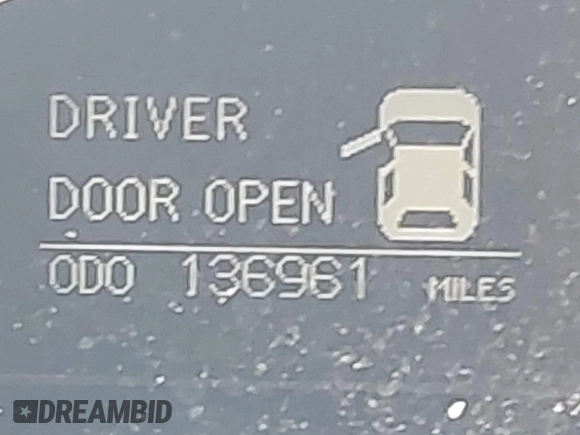 DRIVER
DOOR OPEN
ODO 136961 MILES
DREAMBID